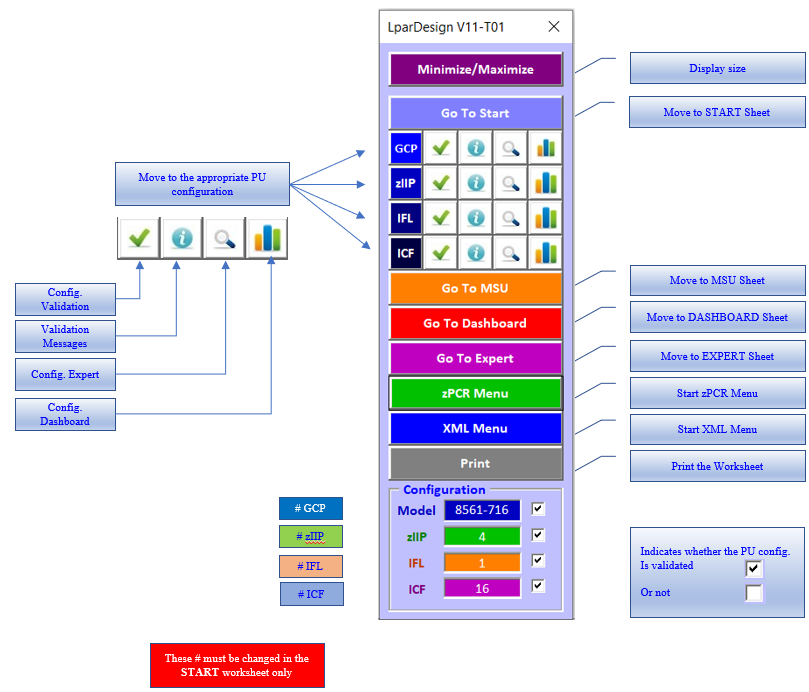 LparDesign V11-T01
Minimize/Maximize
Display size
Go To Start
Move to START Sheet
GCP
zIIP
IFL
ICF
Move to the appropriate PU
configuration
Config.
Validation
Validation
Messages
Config. Expert
Config.
Dashboard
Go To MSU
Move to MSU Sheet
Go To Dashboard
Move to DASHBOARD Sheet
Go To Expert
Move to EXPERT Sheet
zPCR Menu
Start zPCR Menu
XML Menu
Start XML Menu
Print
Print the Worksheet
Configuration
Model 8561-716
zIIP 4
IFL 1
ICF 16
# GCP
# zIIP
# IFL
# ICF
Indicates whether the PU config.
Is validated
Or not
These # must be changed in the
START worksheet only